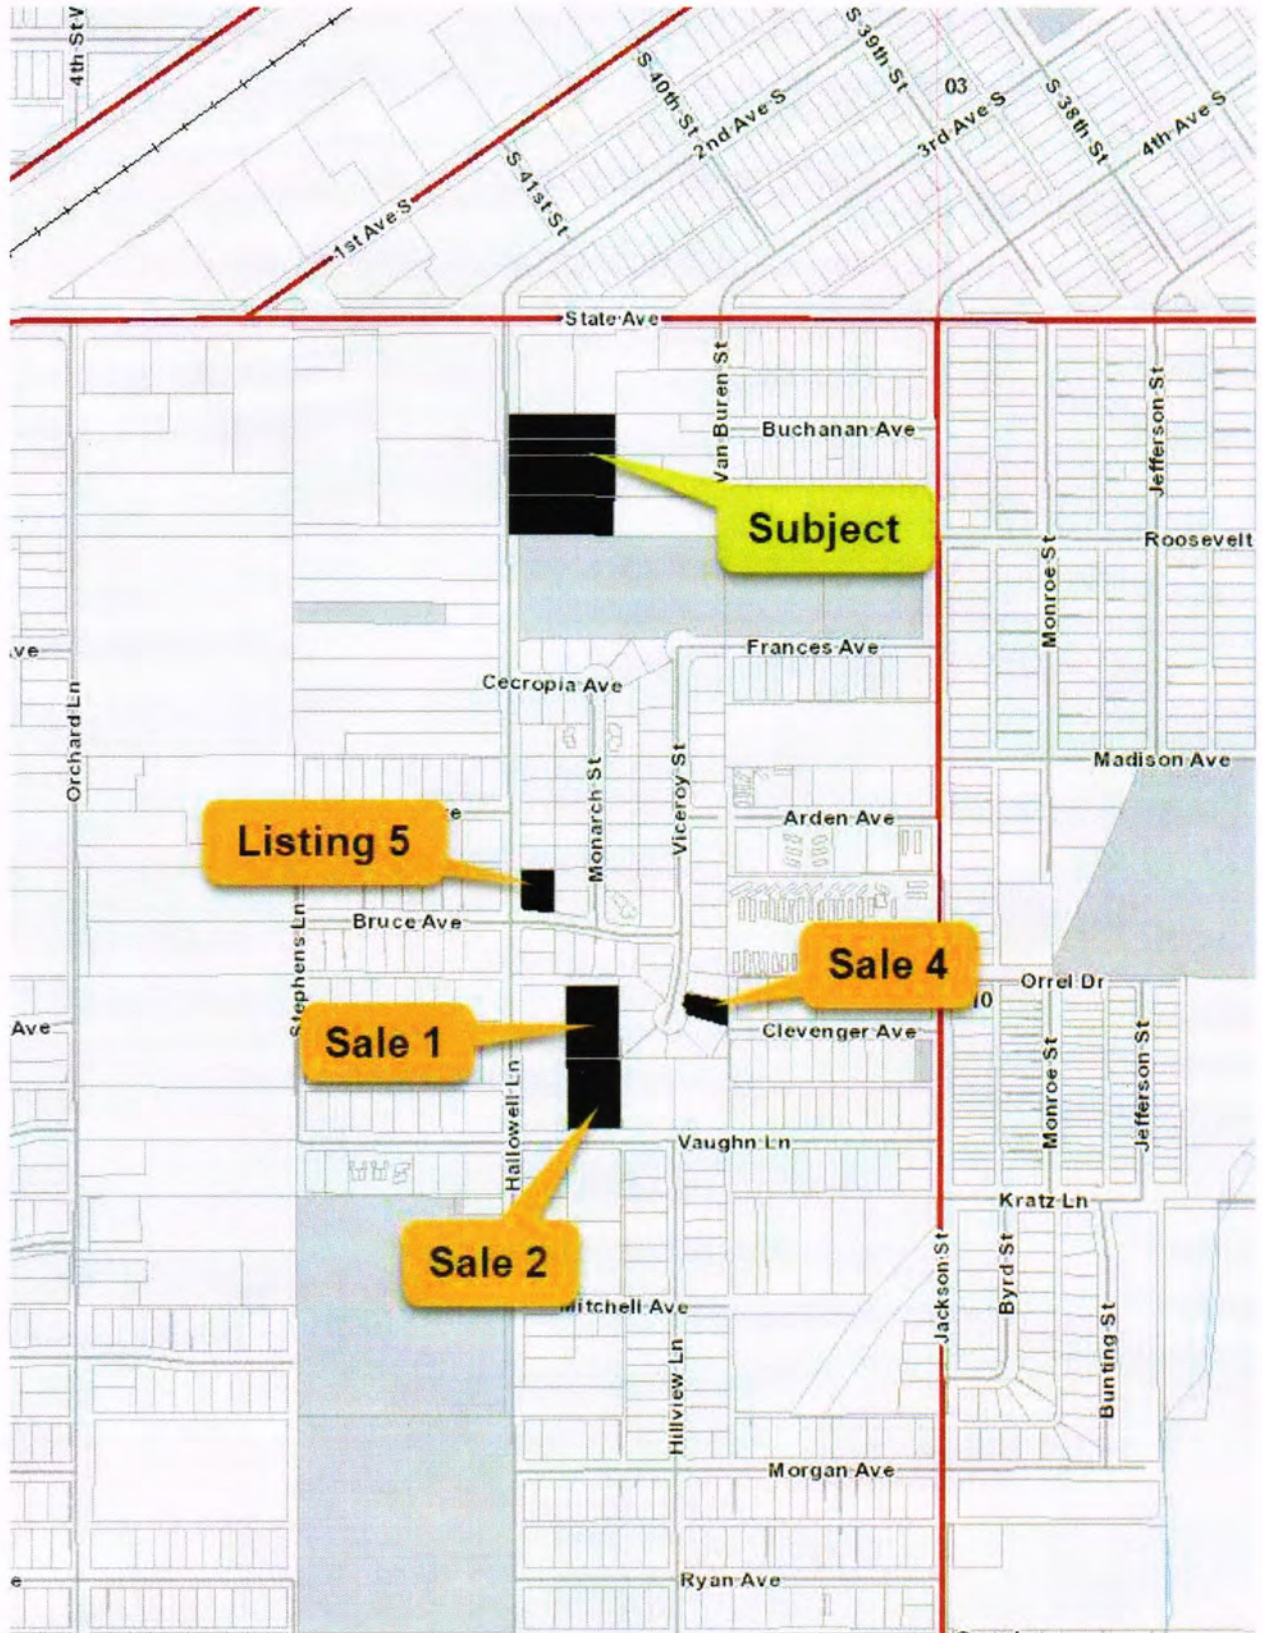 4th St W
S 40th St
S 39th St
03
S 38th St
2nd Ave S
3rd Ave S
4th Ave S
S 41st St
1st Ave S
State Ave
Van Buren St
Buchanan Ave
Jefferson St
Subject
Roosevelt
Monroe St
ve
Frances Ave
Cecropia Ave
Orchard Ln
Monarch St
Viceroy St
Madison Ave
Listing 5
e
Arden Ave
Bruce Ave
Stephens Ln
Sale 4
Orrel Dr
10
Ave
Sale 1
Clevenger Ave
Hallowell Ln
Monroe St
Jefferson St
Vaughn Ln
Kratz Ln
Sale 2
Jackson St
Byrd St
Mitchell Ave
Hillview Ln
Bunting St
Morgan Ave
e
Ryan Ave